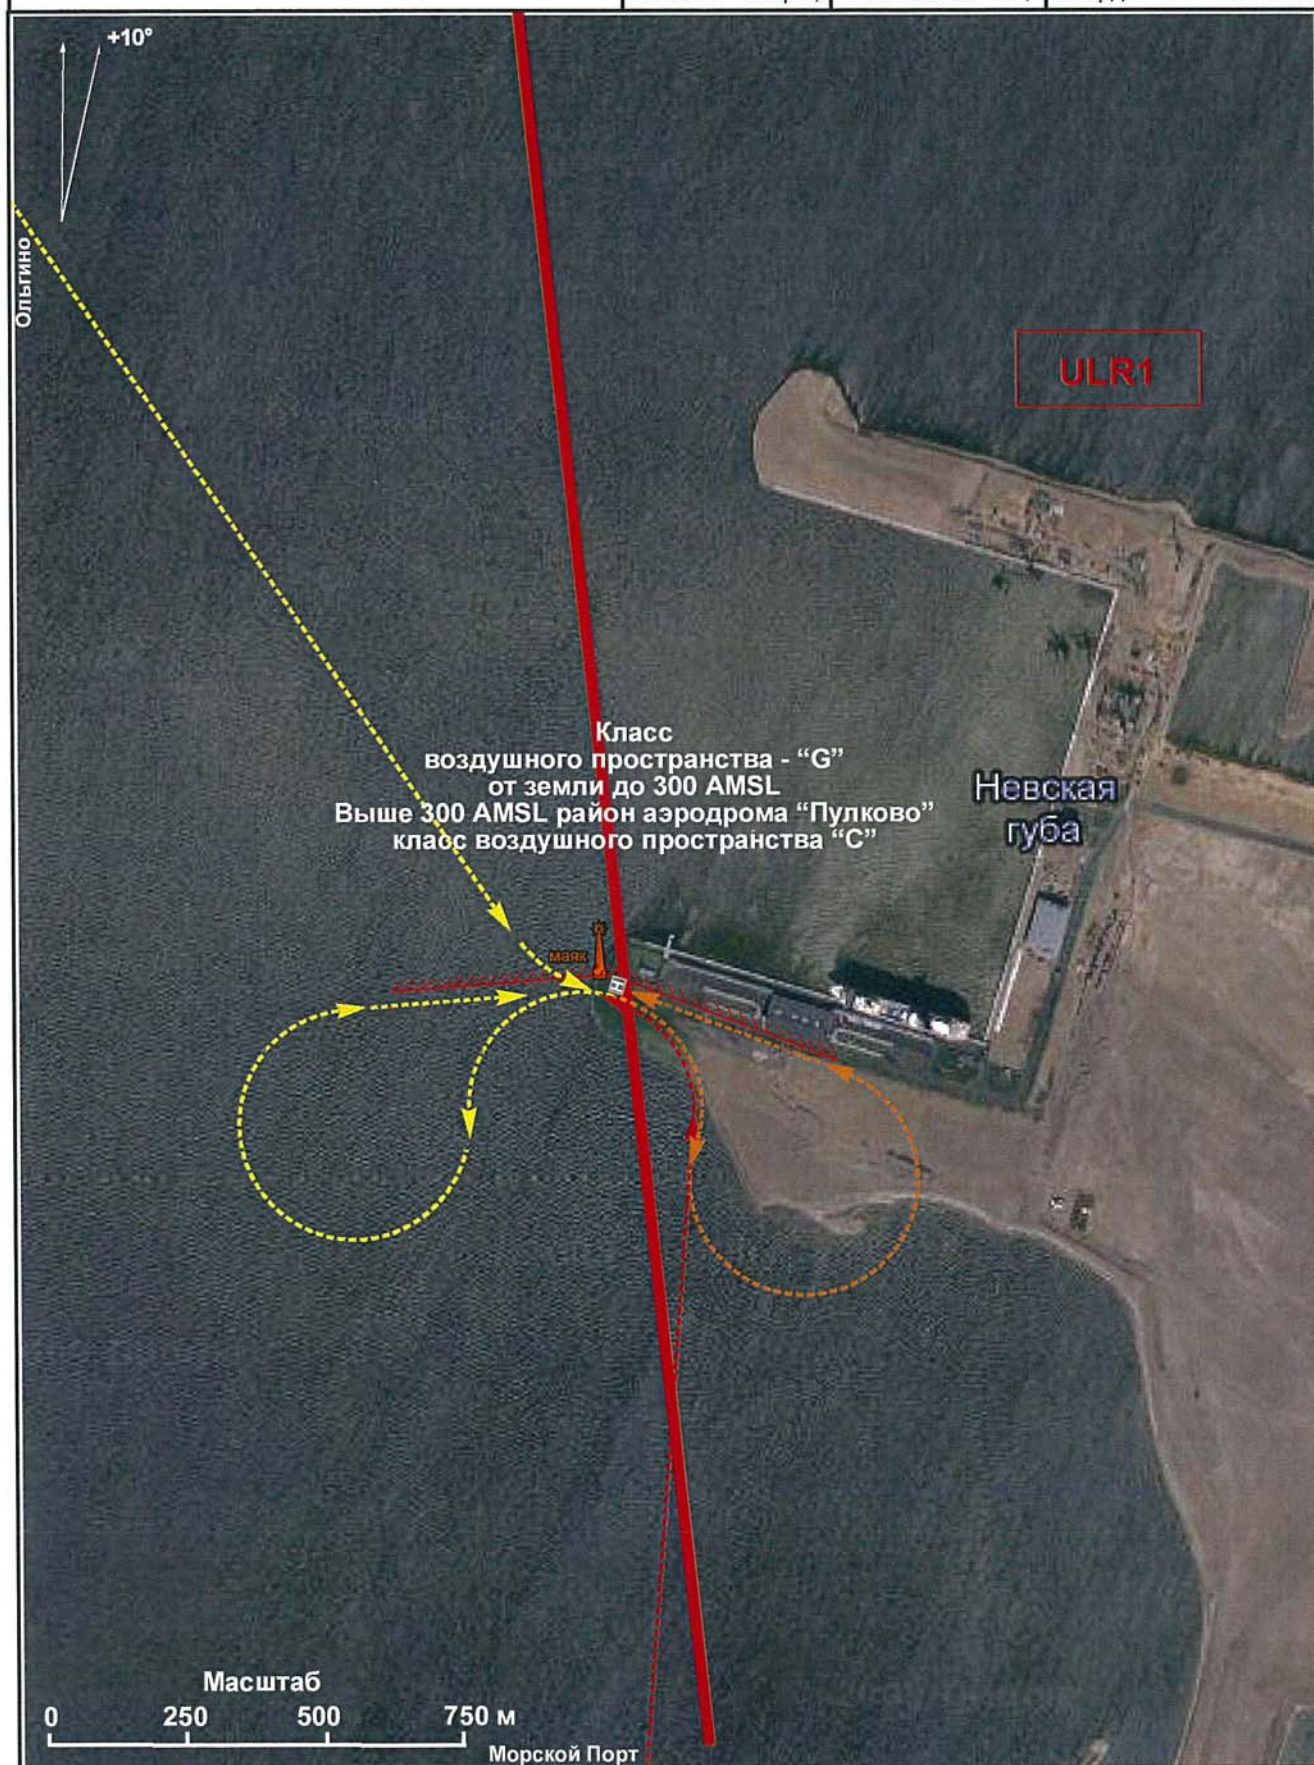 +10°
Ольгино
ULR1
Класс
воздушного пространства - “G”
от земли до 300 AMSL
Выше 300 AMSL район аэродрома “Пулково”
класс воздушного пространства “C”
Невская
губа
маяк
H
Масштаб
0 250 500 750 м
Морской Порт